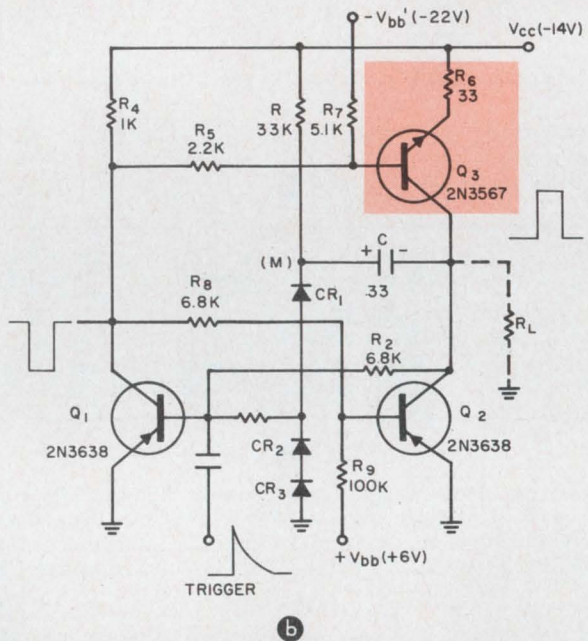 -Vbb' (-22V)
Vcc (-14V)
R4
1K
R
33K
R7
5.1K
R6
33
R5
2.2K
Q3
2N3567
(M)
+ C -
.33
CR1
R8
6.8K
R2
6.8K
RL
Q1
2N3638
Q2
2N3638
CR2
CR3
R9
100K
+Vbb (+6V)
TRIGGER
b